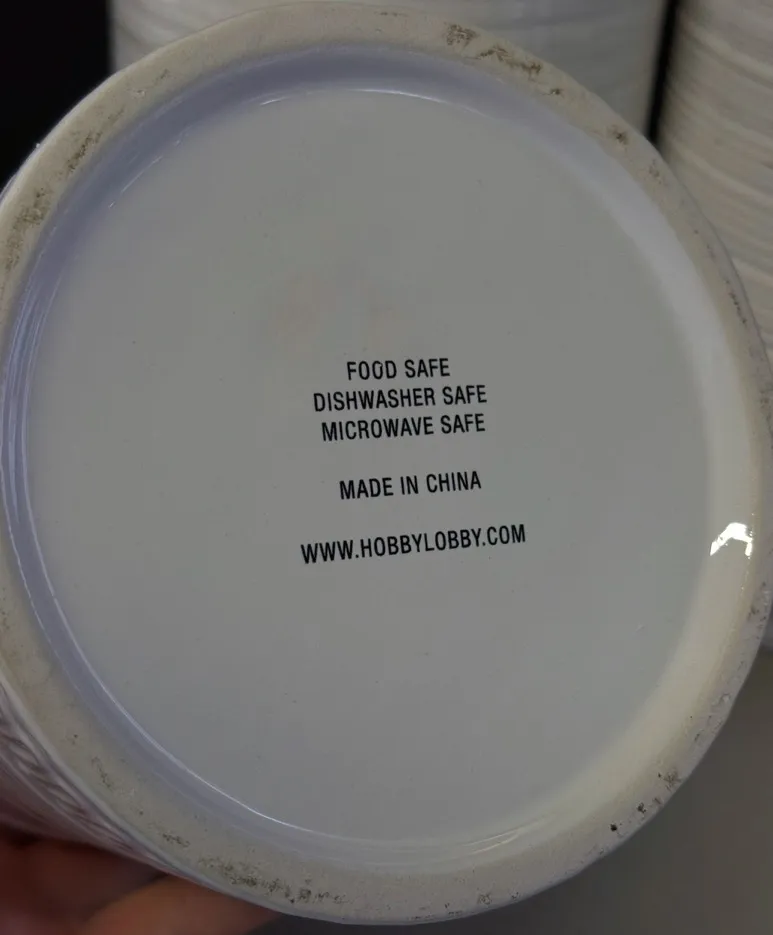 FOOD SAFE
DISHWASHER SAFE
MICROWAVE SAFE
MADE IN CHINA
WWW.HOBBYLOBBY.COM